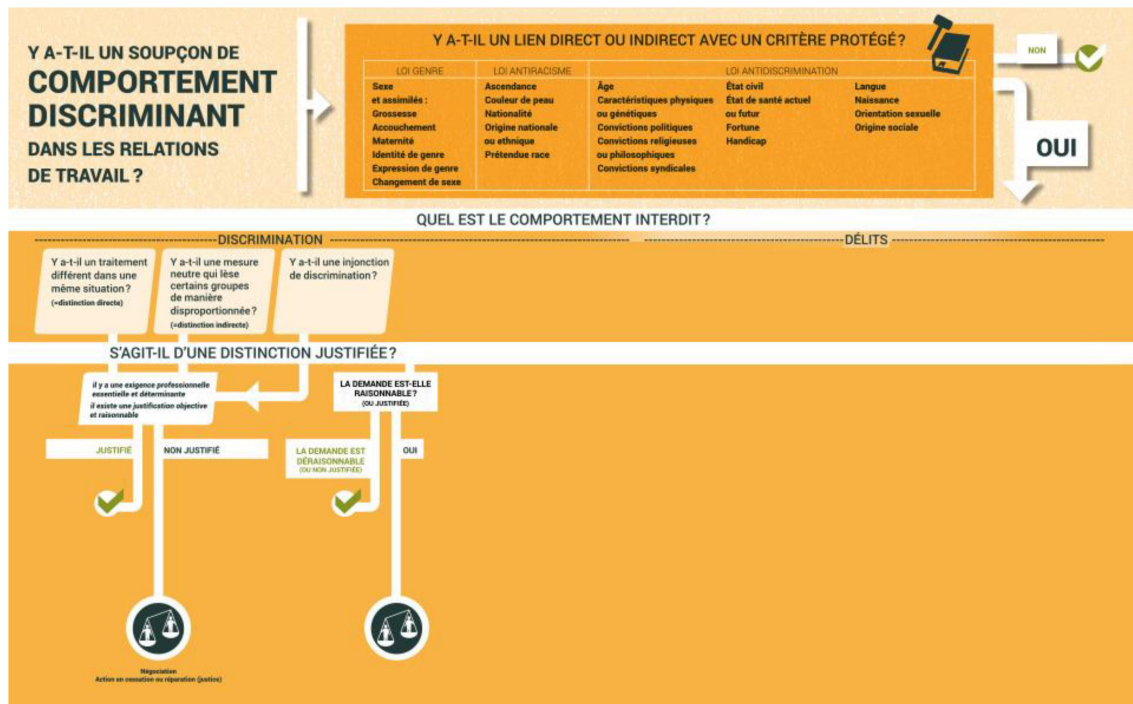 Y A-T-IL UN SOUPÇON DE
COMPORTEMENT
DISCRIMINANT
DANS LES RELATIONS
DE TRAVAIL ?
Y A-T-IL UN LIEN DIRECT OU INDIRECT AVEC UN CRITÈRE PROTÉGÉ ?
LOI GENRE
Sexe
et assimilés :
Grossesse
Accouchement
Maternité
Identité de genre
Expression de genre
Changement de sexe
LOI ANTIRACISME
Ascendance
Couleur de peau
Nationalité
Origine nationale
ou ethnique
Prétendue race
LOI ANTIDISCRIMINATION
Âge
Caractéristiques physiques
ou génétiques
Convictions politiques
Convictions religieuses
ou philosophiques
Convictions syndicales
État civil
État de santé actuel
ou futur
Fortune
Handicap
Langue
Naissance
Orientation sexuelle
Origine sociale
NON
OUI
QUEL EST LE COMPORTEMENT INTERDIT ?
DISCRIMINATION
DÉLITS
Y a-t-il un traitement
différent dans une
même situation ?
(=distinction directe)
Y a-t-il une mesure
neutre qui lèse
certains groupes
de manière
disproportionnée ?
(=distinction indirecte)
Y a-t-il une injonction
de discrimination ?
S'AGIT-IL D'UNE DISTINCTION JUSTIFIÉE ?
il y a une exigence professionnelle
essentielle et déterminante
il existe une justification objective
et raisonnable
LA DEMANDE EST-ELLE
RAISONNABLE ?
(OU JUSTIFIÉE)
JUSTIFIÉ
NON JUSTIFIÉ
LA DEMANDE EST
DÉRAISONNABLE
(OU NON JUSTIFIÉE)
OUI
Négociation
Action en cessation ou réparation (justice)